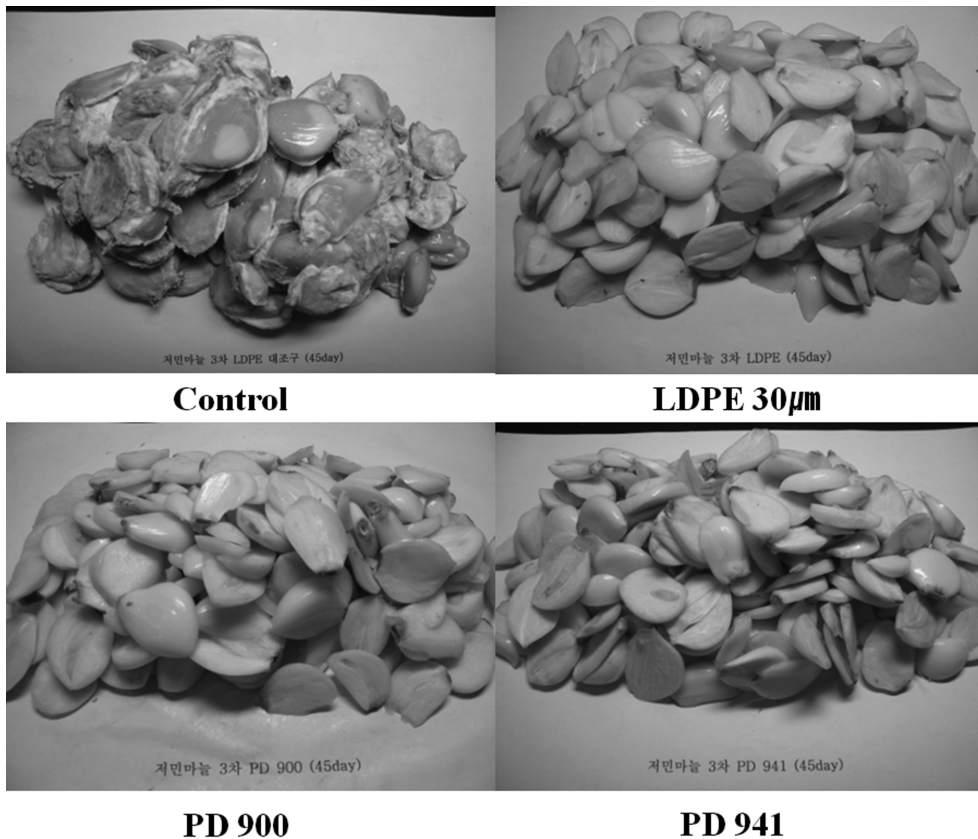 저민마늘 3차 LDPE 대조구 (45day)
저민마늘 3차 LDPE (45day)
Control
LDPE 30㎛
저민마늘 3차 PD 900 (45day)
저민마늘 3차 PD 941 (45day)
PD 900
PD 941